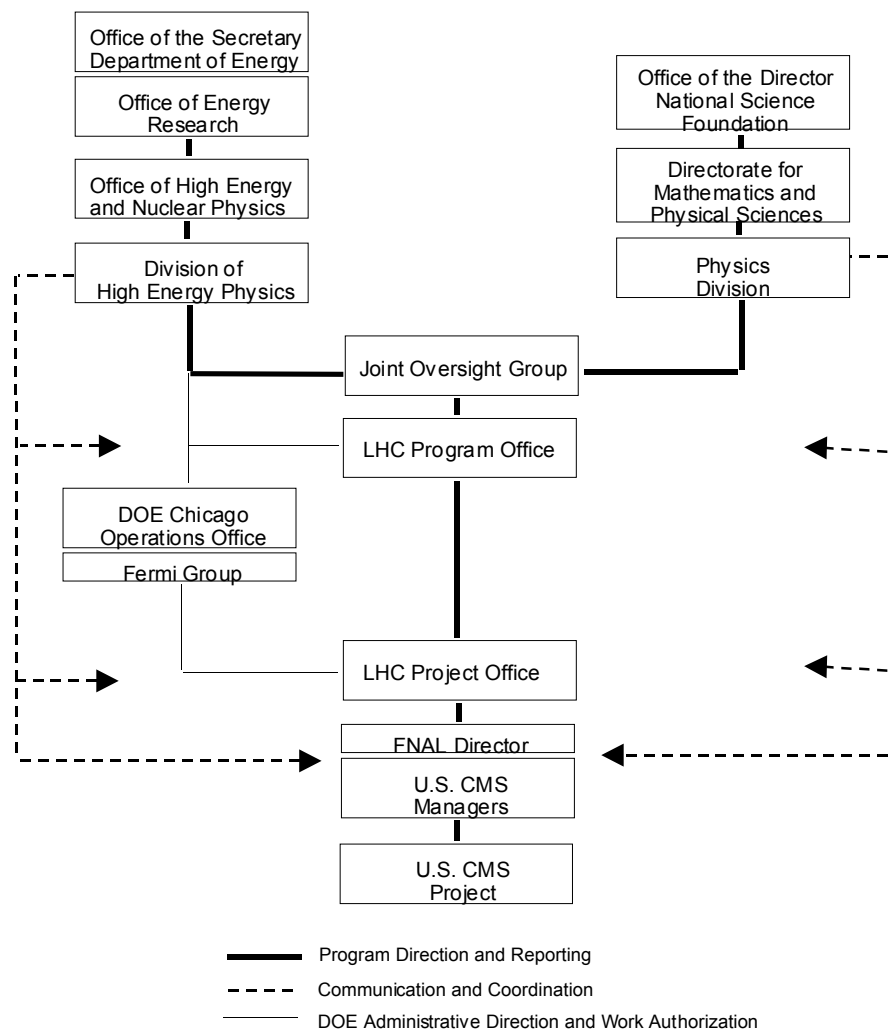 Office of the Secretary
Department of Energy
Office of Energy
Research
Office of High Energy
and Nuclear Physics
Division of
High Energy Physics
Office of the Director
National Science
Foundation
Directorate for
Mathematics and
Physical Sciences
Physics
Division
Joint Oversight Group
LHC Program Office
DOE Chicago
Operations Office
Fermi Group
LHC Project Office
FNAL Director
U.S. CMS
Managers
U.S. CMS
Project
Program Direction and Reporting
Communication and Coordination
DOE Administrative Direction and Work Authorization